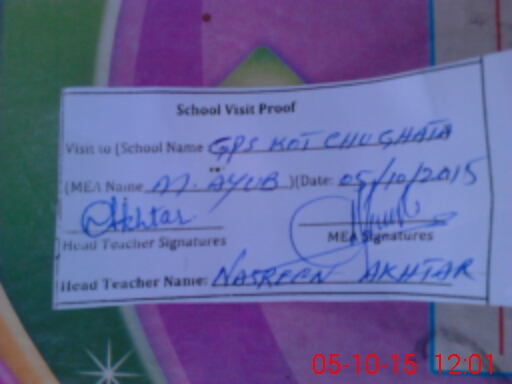 School Visit Proof
Visit to (School Name GPS KOT CHUGHATA
(MEA Name M. AYUB )(Date: 05/10/2015
Akhtar
Head Teacher Signatures MEA Signatures
Head Teacher Name: NASREEN AKHTAR
05-10-15 12:01